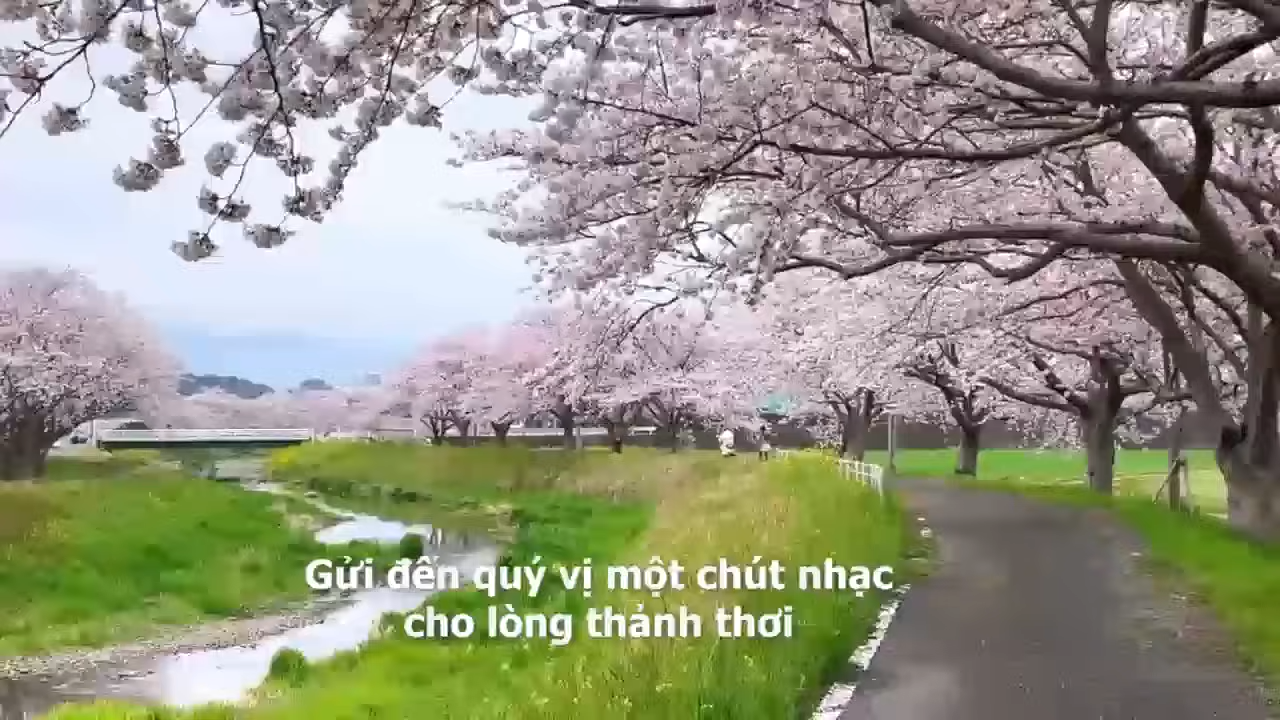 Gửi đến quý vị một chút nhạc
cho lòng thảnh thơi